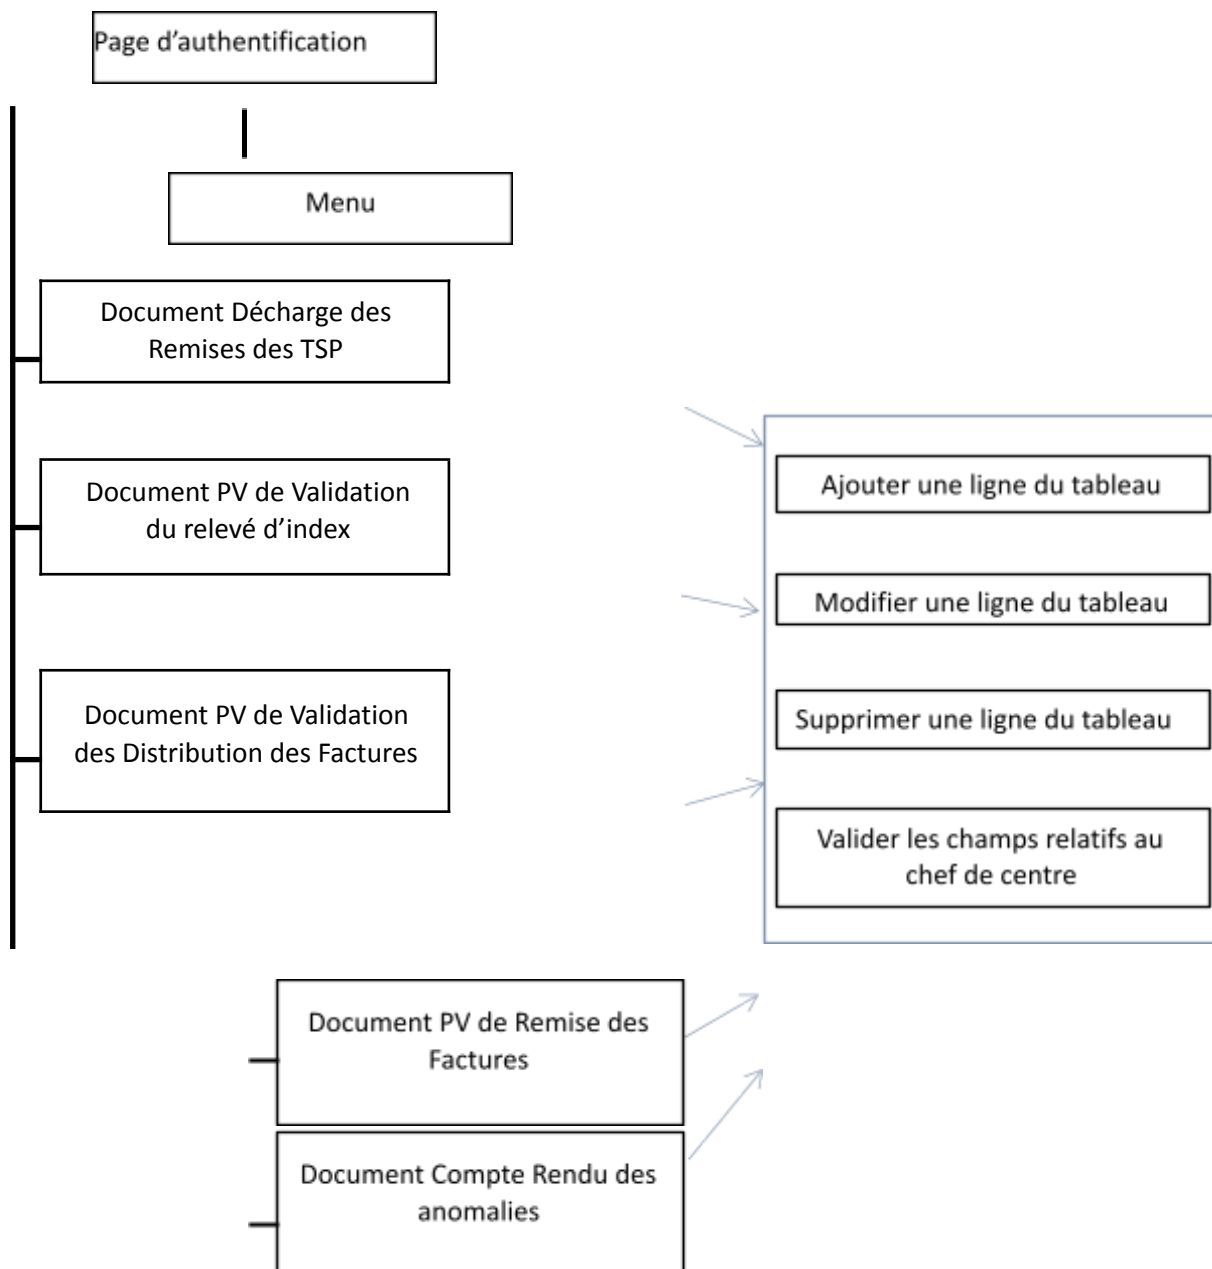 Page d’authentification
Menu
Document Décharge des
Remises des TSP
Document PV de Validation
du relevé d’index
Document PV de Validation
des Distribution des Factures
Ajouter une ligne du tableau
Modifier une ligne du tableau
Supprimer une ligne du tableau
Valider les champs relatifs au
chef de centre
Document PV de Remise des
Factures
Document Compte Rendu des
anomalies